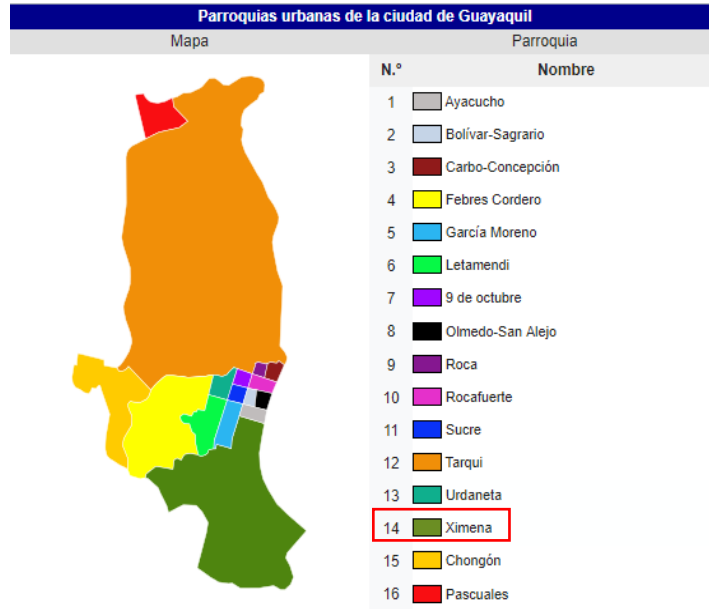 Parroquias urbanas de la ciudad de Guayaquil
Mapa Parroquia
N.º Nombre
1 Ayacucho
2 Bolívar-Sagrario
3 Carbo-Concepción
4 Febres Cordero
5 García Moreno
6 Letamendi
7 9 de octubre
8 Olmedo-San Alejo
9 Roca
10 Rocafuerte
11 Sucre
12 Tarqui
13 Urdaneta
14 Ximena
15 Chongón
16 Pascuales